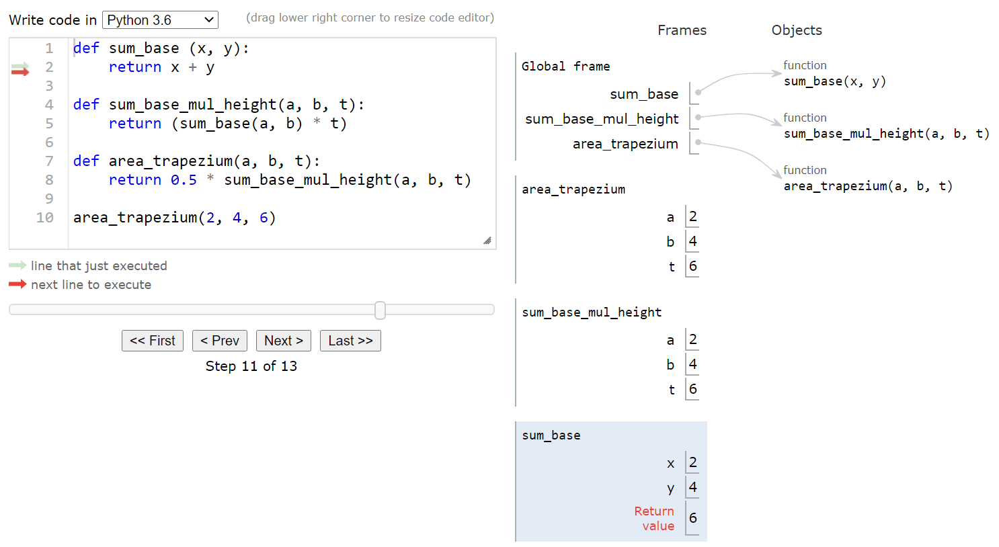 Write code in Python 3.6 (drag lower right corner to resize code editor)
1 def sum_base (x, y):
2     return x + y
3
4 def sum_base_mul_height(a, b, t):
5     return (sum_base(a, b) * t)
6
7 def area_trapezium(a, b, t):
8     return 0.5 * sum_base_mul_height(a, b, t)
9
10 area_trapezium(2, 4, 6)
line that just executed
next line to execute
<< First < Prev Next > Last >>
Step 11 of 13
Frames Objects
Global frame
sum_base
sum_base_mul_height
area_trapezium
function
sum_base(x, y)
function
sum_base_mul_height(a, b, t)
function
area_trapezium(a, b, t)
area_trapezium
a 2
b 4
t 6
sum_base_mul_height
a 2
b 4
t 6
sum_base
x 2
y 4
Return
value 6